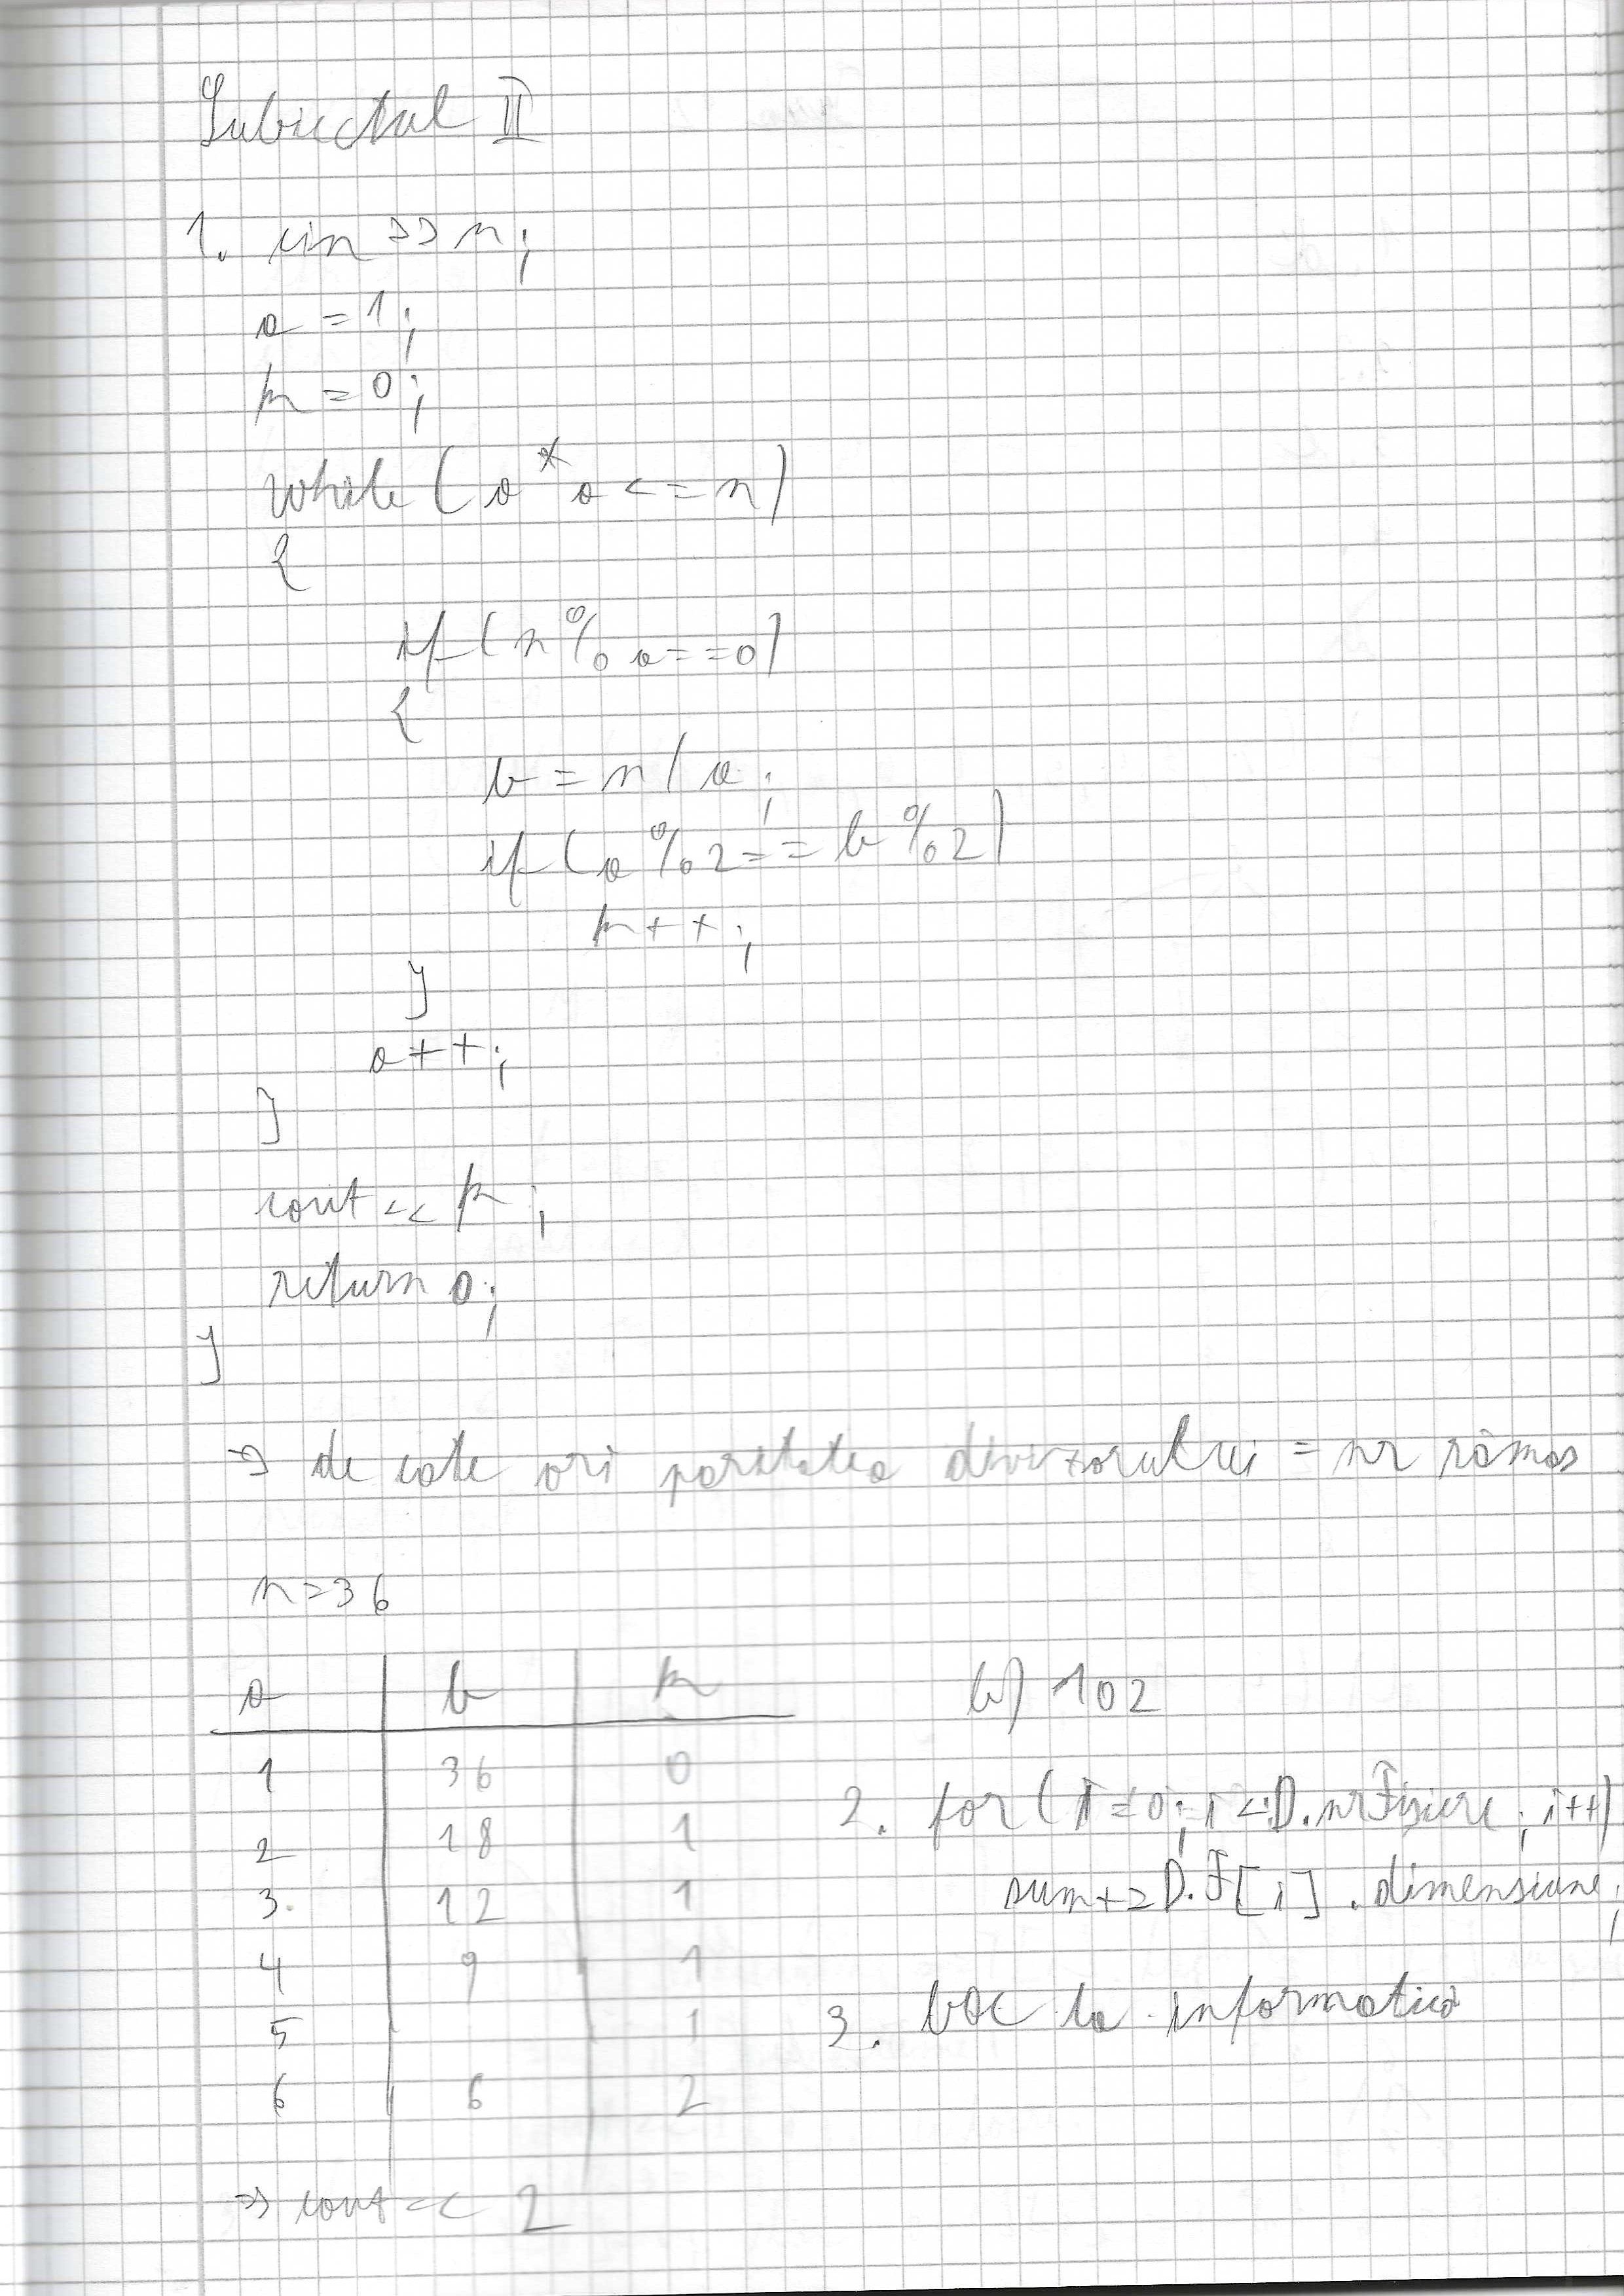 Subiectul II
1. cin >> n;
a = 1;
k = 0;
while (a * a <= n)
{
if (n % a == 0)
{
b = n / a;
if (a % 2 == b % 2)
k++;
}
a++;
}
cout << k;
return 0;
}
=> de cate ori paritatea divizorului = nr rămas
n = 36
a | b | k
1 | 36 | 0
2 | 18 | 1
3 | 12 | 1
4 | 9 | 1
5 | | 1
6 | 6 | 2
=> cout << 2
b) 102
2. for (i = 0; i < D.nrFisiere; i++)
sum += D.F[i].dimensiune;
3. bac la informatica